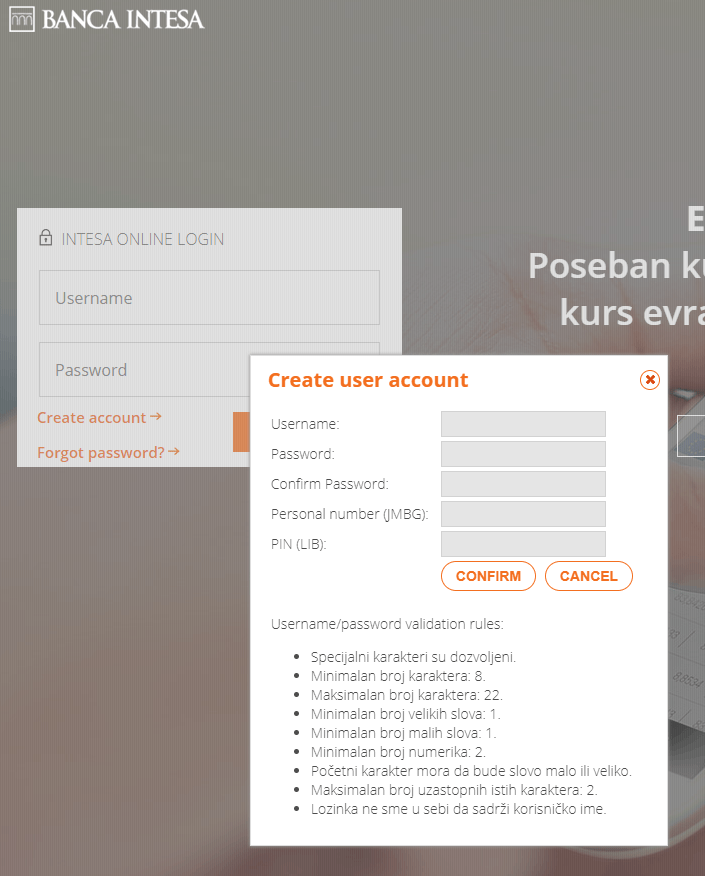 BANCA INTESA
INTESA ONLINE LOGIN
Username
Password
Create account
Forgot password?
Poseban
kurs
Create user account
Username:
Password:
Confirm Password:
Personal number (JMBG):
PIN (LIB):
CONFIRM CANCEL
Username/password validation rules:
Specijalni karakteri su dozvoljeni.
Minimalan broj karaktera: 8.
Maksimalan broj karaktera: 22.
Minimalan broj velikih slova: 1.
Minimalan broj malih slova: 1.
Minimalan broj numerika: 2.
Početni karakter mora da bude slovo malo ili veliko.
Maksimalan broj uzastopnih istih karaktera: 2.
Lozinka ne sme u sebi da sadrži korisničko ime.